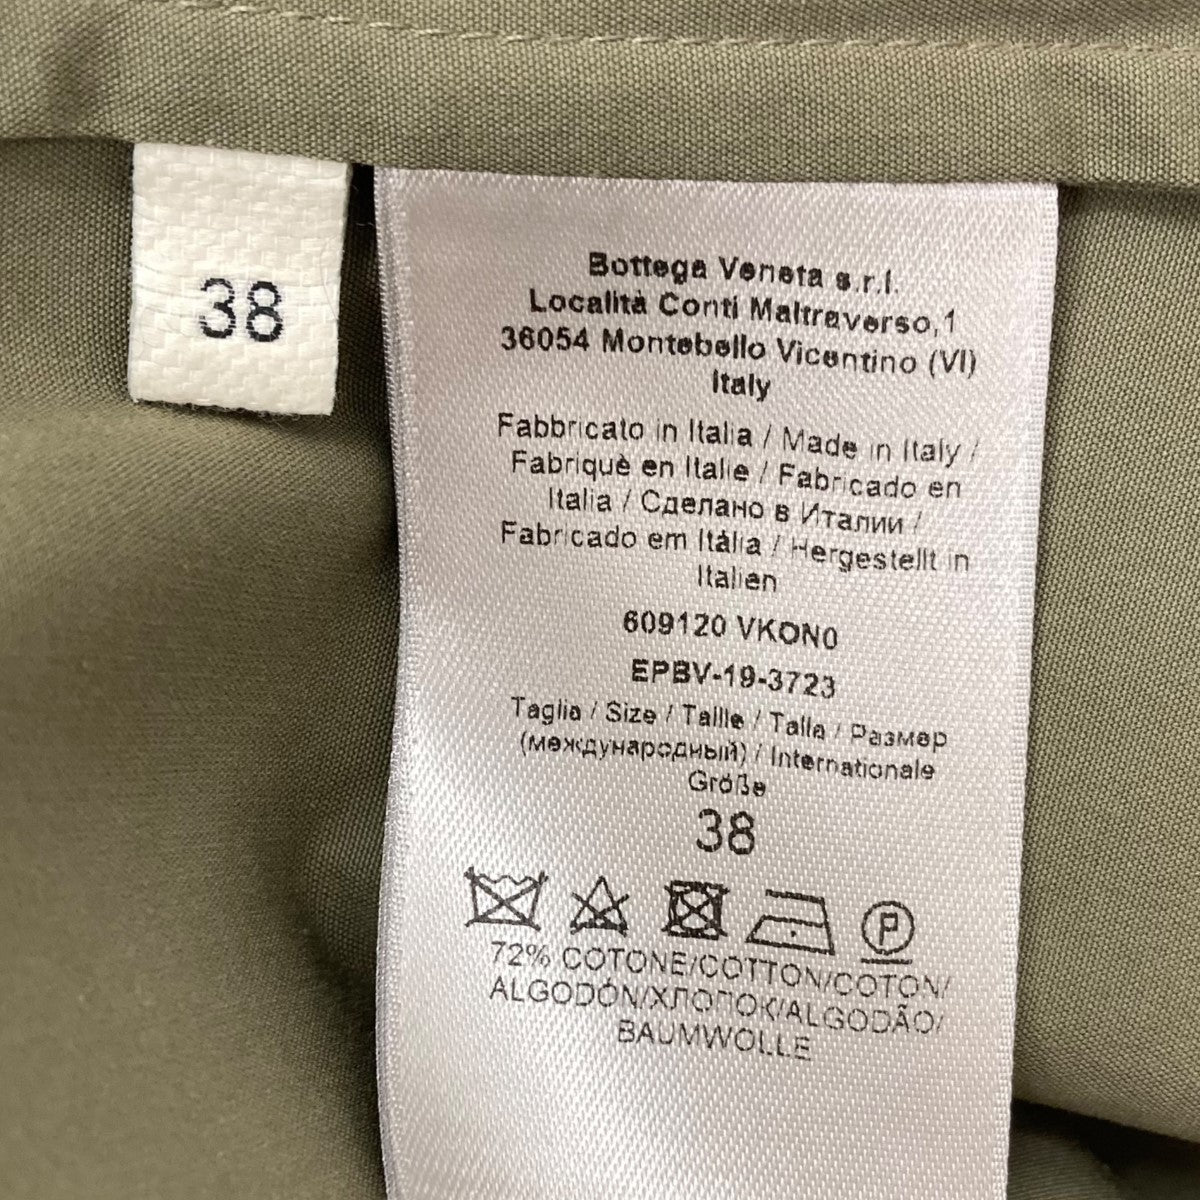 38
Bottega Veneta s.r.l.
Località Conti Maltraverso,1
36054 Montebello Vicentino (VI)
Italy
Fabbricato in Italia / Made in Italy /
Fabriquè en Italie / Fabricado en
Italia / Сделано в Италии /
Fabricado em Itália / Hergestellt in
Italien
609120 VKON0
EPBV-19-3723
Taglia / Size / Taille / Talla / Размер
(международный) / Internationale
Größe
38
P
72% COTONE/COTTON/COTON/
ALGODÓN/ХЛОПОК/ALGODÃO/
BAUMWOLLE